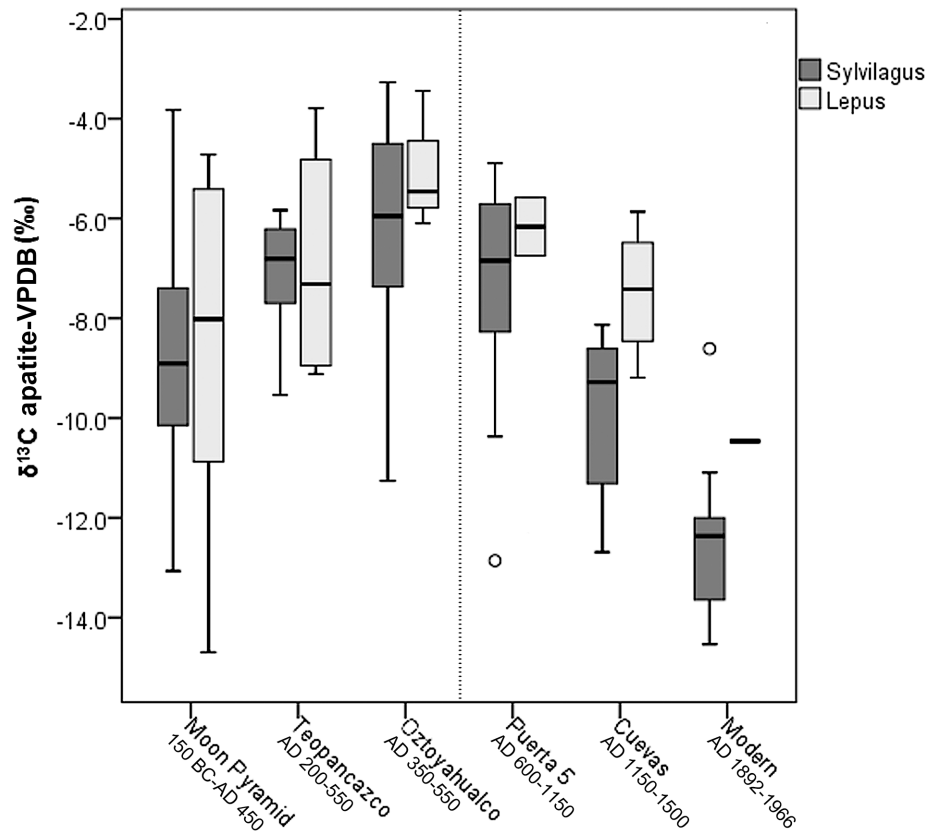 -2.0
-4.0
-6.0
-8.0
-10.0
-12.0
-14.0
δ¹³C apatite-VPDB (‰)
Sylvilagus
Lepus
Moon Pyramid
150 BC-AD 450
Teopancazco
AD 200-550
Oztoyahualco
AD 350-550
Puerta 5
AD 600-1150
Cuevas
AD 1150-1500
Modern
AD 1892-1966